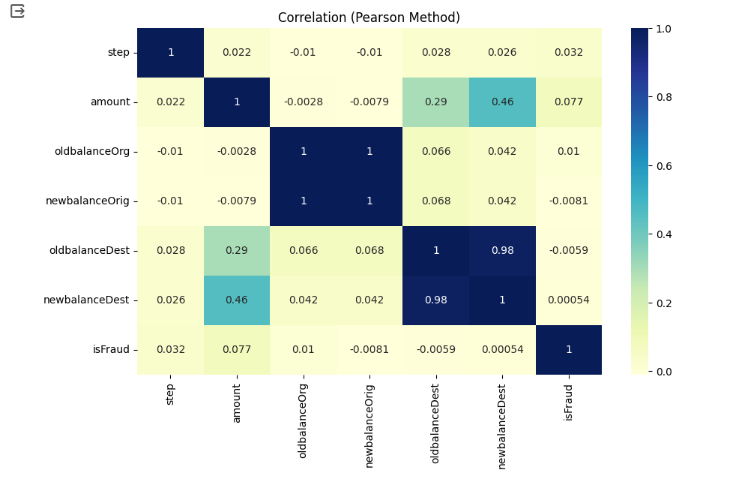 Correlation (Pearson Method)
step 1 0.022 -0.01 -0.01 0.028 0.026 0.032
amount 0.022 1 -0.0028 -0.0079 0.29 0.46 0.077
oldbalanceOrg -0.01 -0.0028 1 1 0.066 0.042 0.01
newbalanceOrig -0.01 -0.0079 1 1 0.068 0.042 -0.0081
oldbalanceDest 0.028 0.29 0.066 0.068 1 0.98 -0.0059
newbalanceDest 0.026 0.46 0.042 0.042 0.98 1 0.00054
isFraud 0.032 0.077 0.01 -0.0081 -0.0059 0.00054 1
step amount oldbalanceOrg newbalanceOrig oldbalanceDest newbalanceDest isFraud
1.0
0.8
0.6
0.4
0.2
0.0